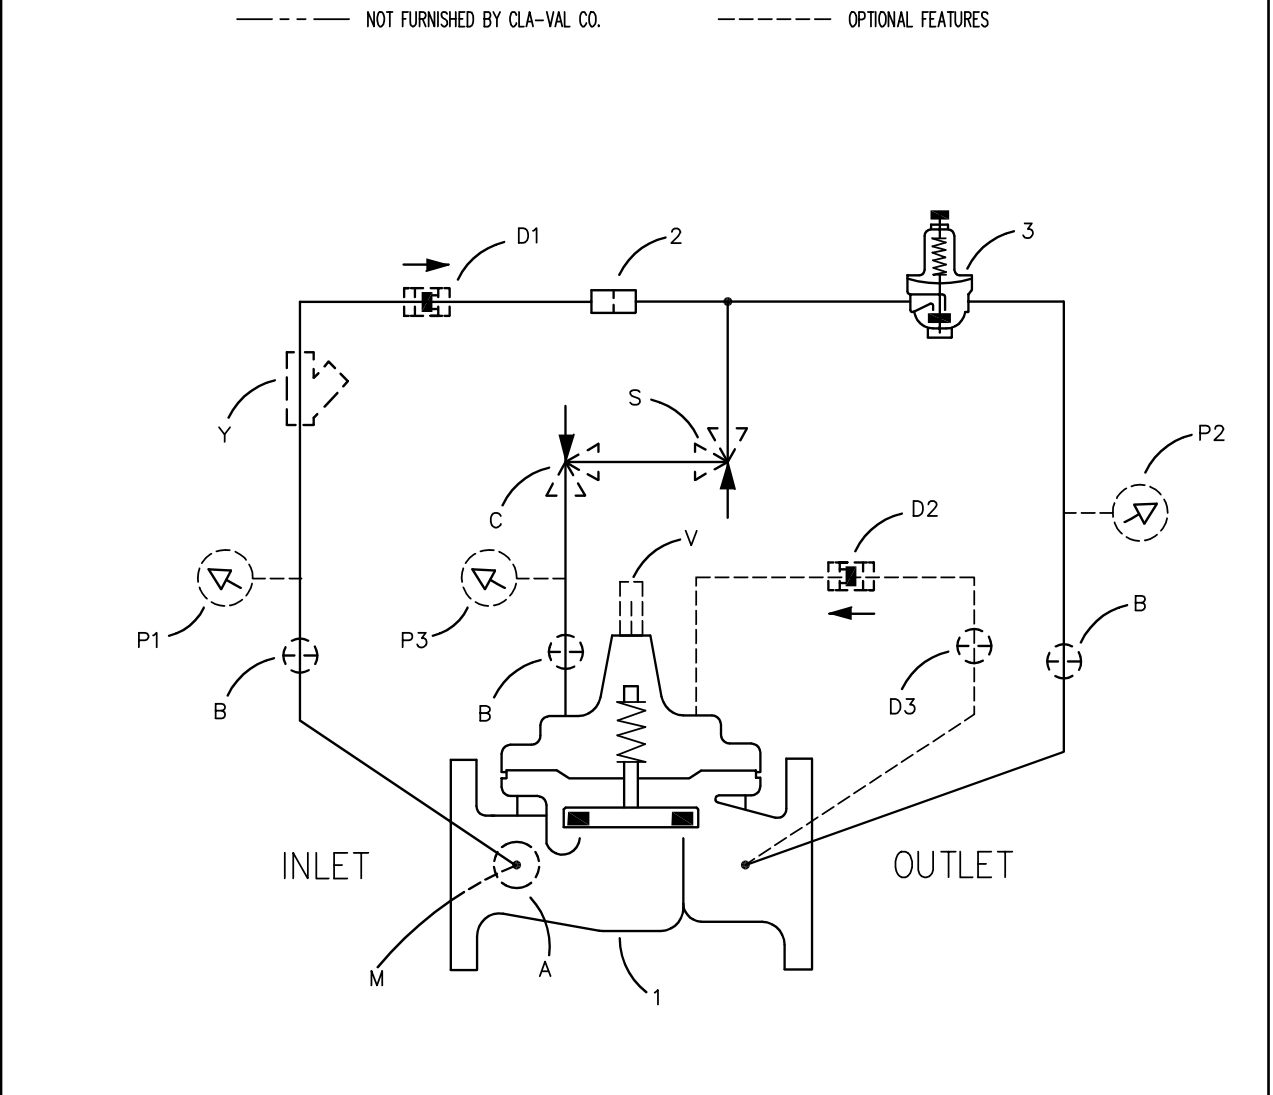 NOT FURNISHED BY CLA-VAL CO.
OPTIONAL FEATURES
D1
2
3
Y
S
P2
C
D2
V
P1
P3
B
B
B
D3
INLET
OUTLET
M
A
1